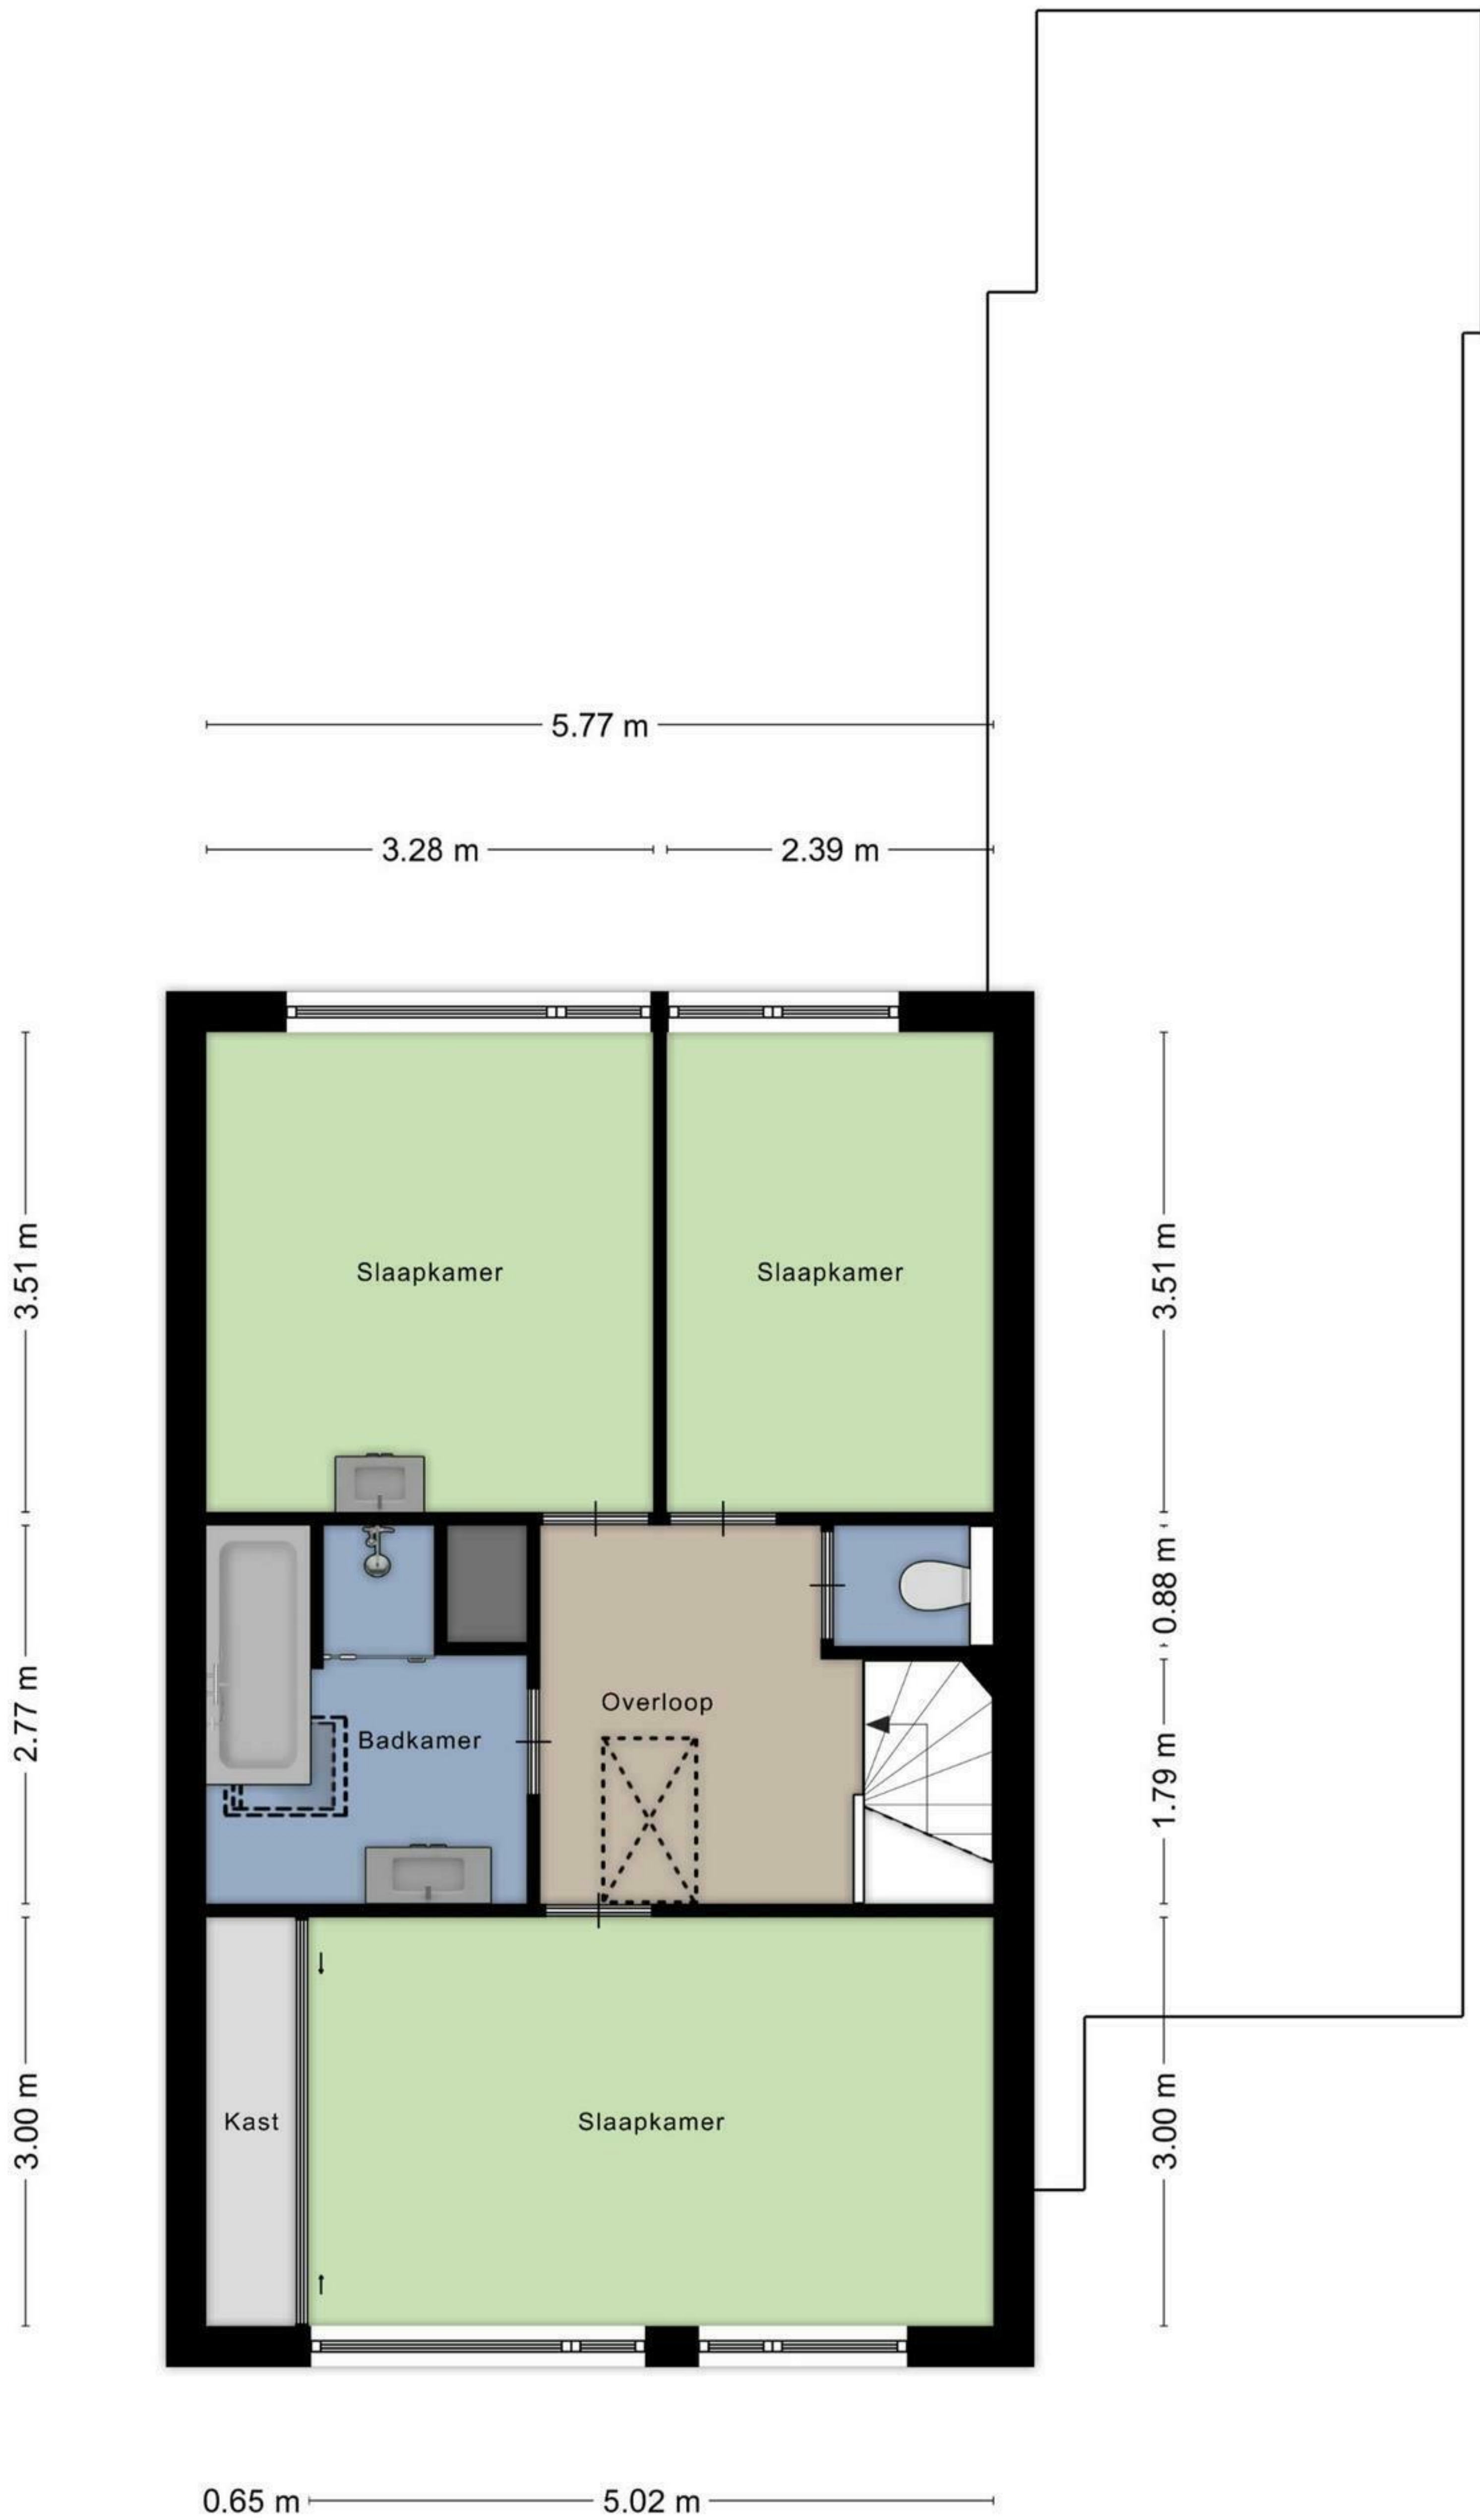 5.77 m
3.28 m
2.39 m
3.51 m
3.51 m
Slaapkamer
Slaapkamer
0.88 m
2.77 m
Overloop
Badkamer
1.79 m
3.00 m
3.00 m
Kast
Slaapkamer
0.65 m
5.02 m